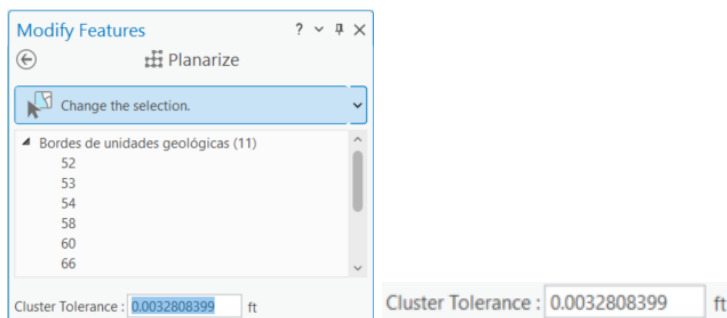 Modify Features
Planarize
Change the selection.
Bordes de unidades geológicas (11)
52
53
54
58
60
66
Cluster Tolerance : 0.0032808399 ft
Cluster Tolerance : 0.0032808399 ft